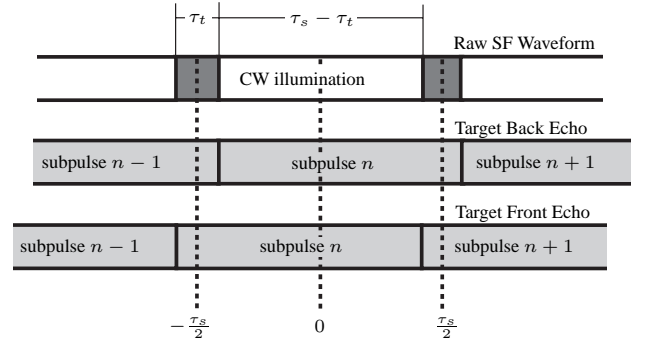 τ_t τ_s − τ_t
Raw SF Waveform
CW illumination
Target Back Echo
subpulse n − 1 subpulse n subpulse n + 1
Target Front Echo
subpulse n − 1 subpulse n subpulse n + 1
−τ_s/2 0 τ_s/2